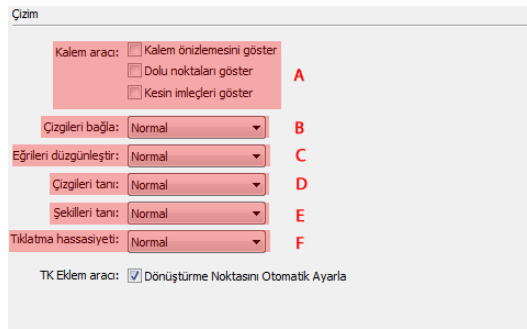 Çizim
Kalem aracı: Kalem önizlemesini göster
Dolu noktaları göster
Kesin imleçleri göster
A
Çizgileri bağla: Normal B
Eğrileri düzgünleştir: Normal C
Çizgileri tanı: Normal D
Şekilleri tanı: Normal E
Tıklatma hassasiyeti: Normal F
TK Eklem aracı: Dönüştürme Noktasını Otomatik Ayarla